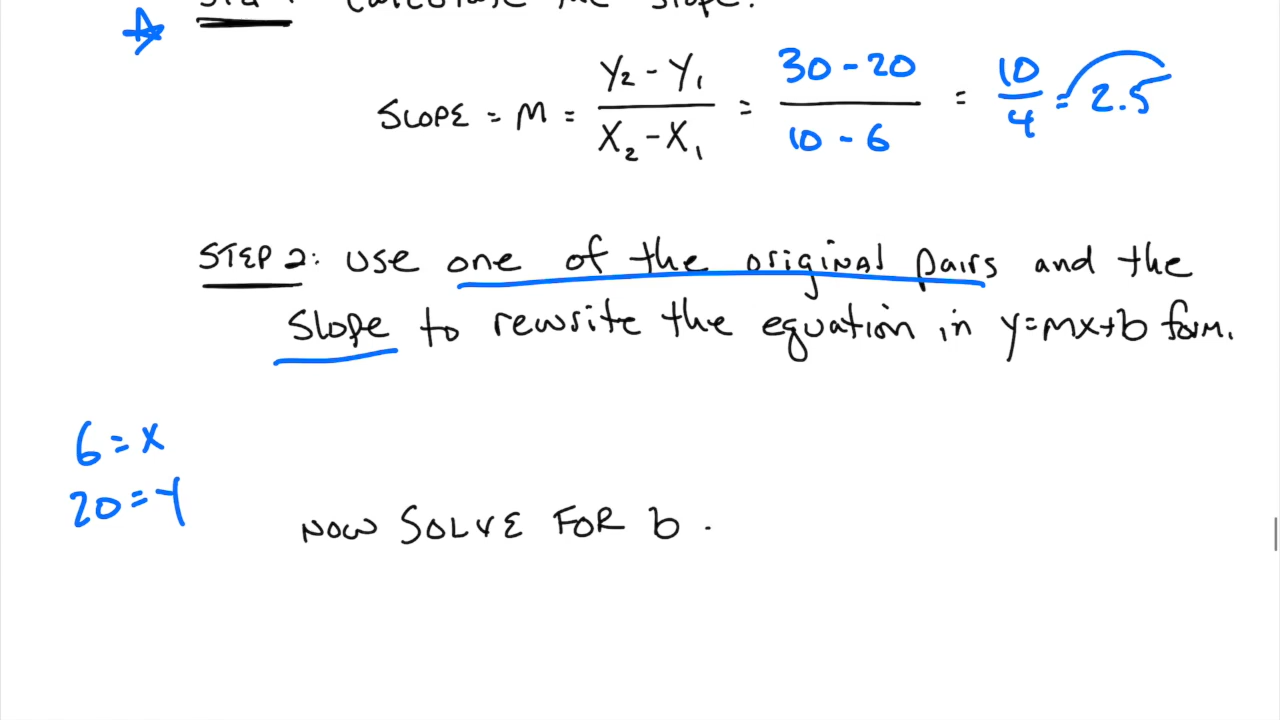 SLOPE = M = Y2 - Y1 / X2 - X1 = 30 - 20 / 10 - 6 = 10 / 4 = 2.5
STEP 2: use one of the original pairs and the
slope to rewrite the equation in y=mx+b form.
6 = x
20 = y
NOW SOLVE FOR b.